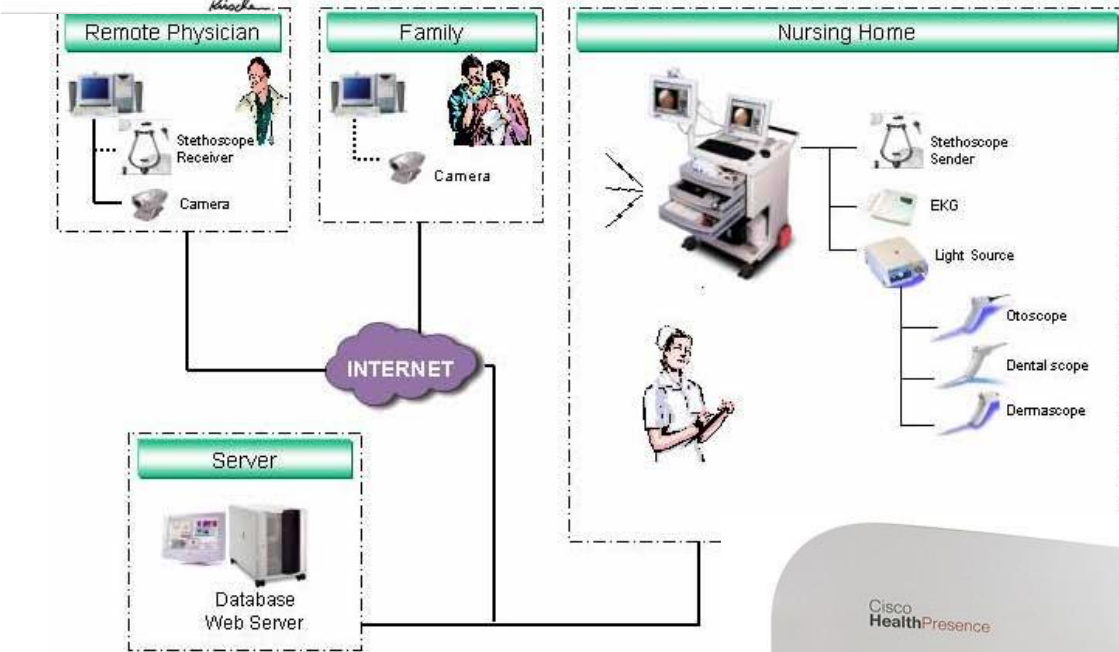 Remote Physician
Stethoscope
Receiver
Camera
Family
Camera
Nursing Home
Stethoscope
Sender
EKG
Light Source
Otoscope
Dental scope
Dermascope
INTERNET
Server
Database
Web Server
Cisco
HealthPresence